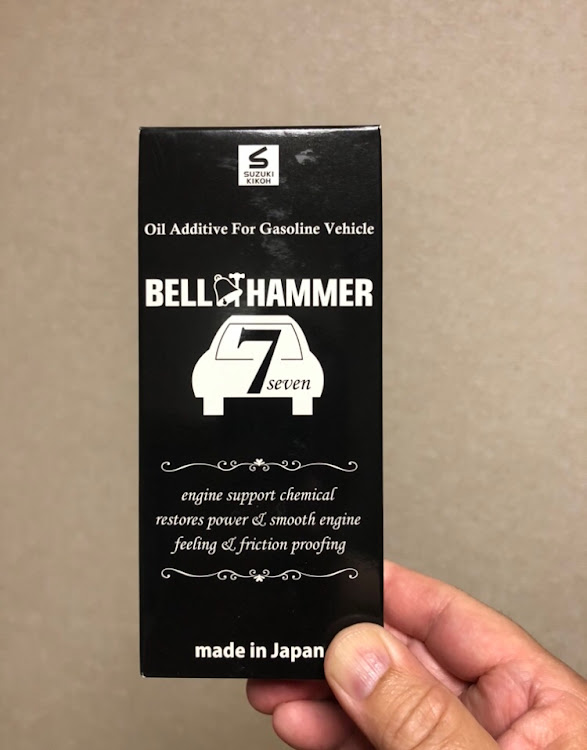 SUZUKI
KIKOH
Oil Additive For Gasoline Vehicle
BELL HAMMER
7
seven
engine support chemical
restores power & smooth engine
feeling & friction proofing
made in Japan